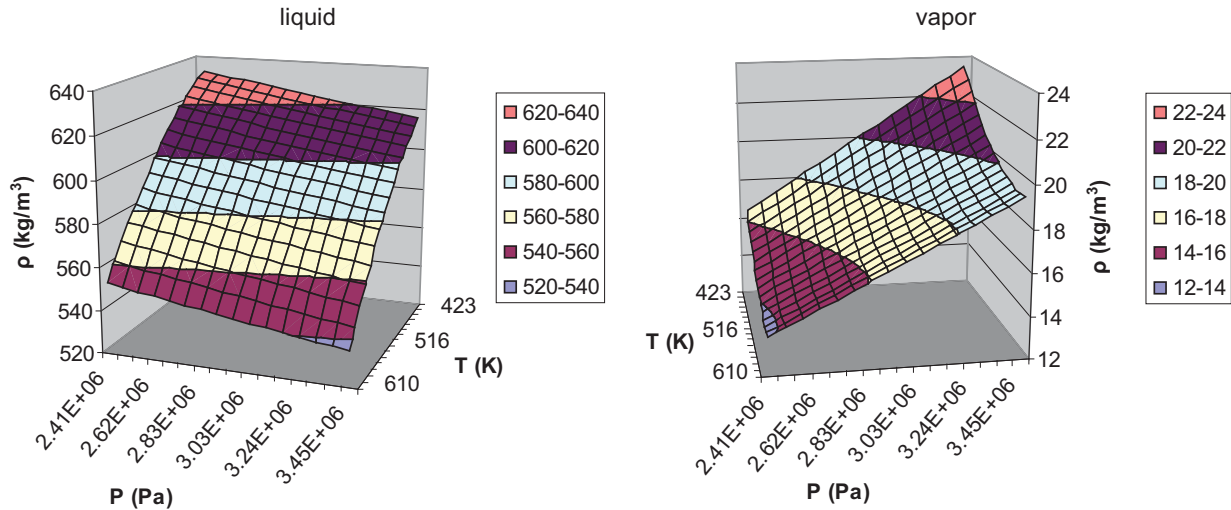 liquid
640
620
600
580
560
540
520
ρ (kg/m³)
2.41E+06
2.62E+06
2.83E+06
3.03E+06
3.24E+06
3.45E+06
P (Pa)
423
516
610
T (K)
620-640
600-620
580-600
560-580
540-560
520-540
vapor
24
22
20
18
16
14
12
ρ (kg/m³)
423
516
610
T (K)
2.41E+06
2.62E+06
2.83E+06
3.03E+06
3.24E+06
3.45E+06
P (Pa)
22-24
20-22
18-20
16-18
14-16
12-14